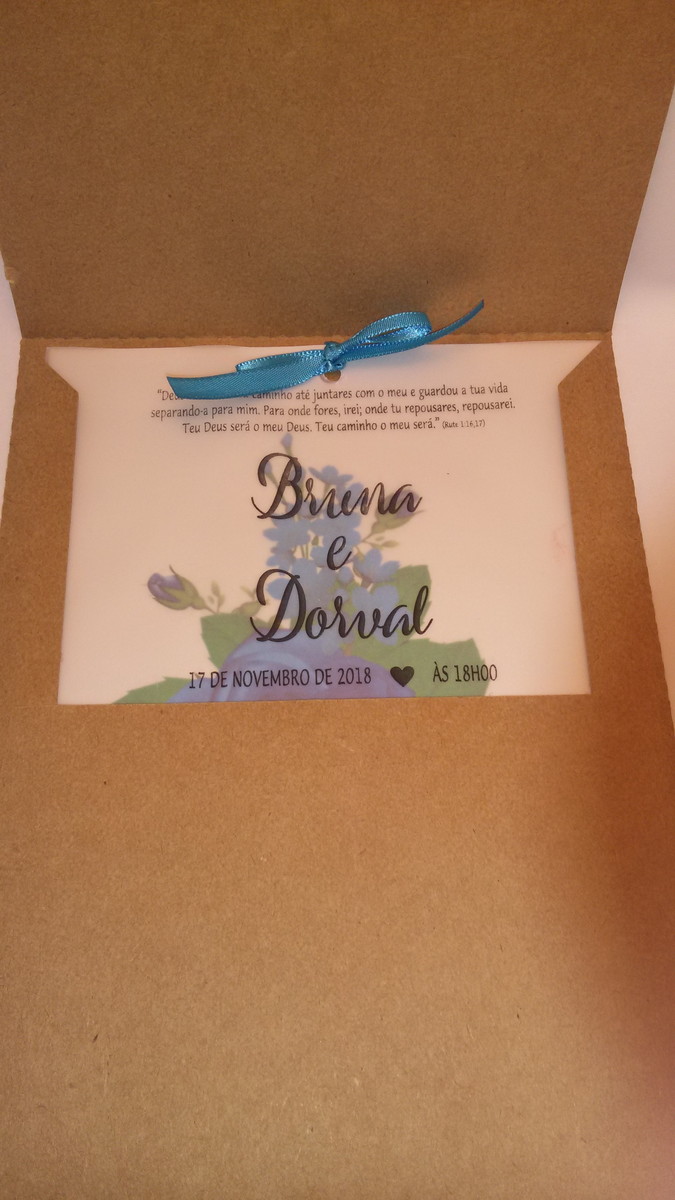 “Deus caminho até juntares com o meu e guardou a tua vida
separando-a para mim. Para onde fores, irei; onde tu repousares, repousarei.
Teu Deus será o meu Deus. Teu caminho o meu será.” (Rute 1:16,17)
Bruna
e
Dorval
17 DE NOVEMBRO DE 2018 ÀS 18H00